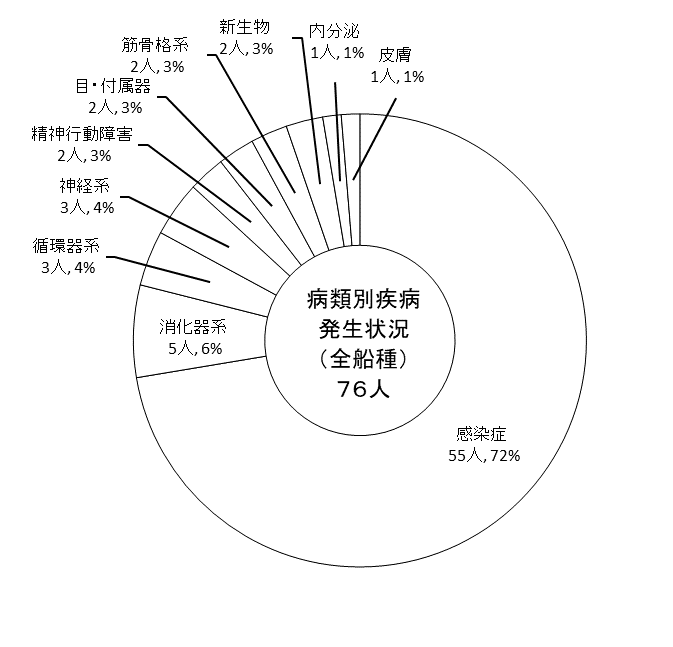 新生物
2人, 3%
内分泌
1人, 1%
皮膚
1人, 1%
筋骨格系
2人, 3%
目・付属器
2人, 3%
精神行動障害
2人, 3%
神経系
3人, 4%
循環器系
3人, 4%
消化器系
5人, 6%
病類別疾病
発生状況
（全船種）
７６人
感染症
55人, 72%